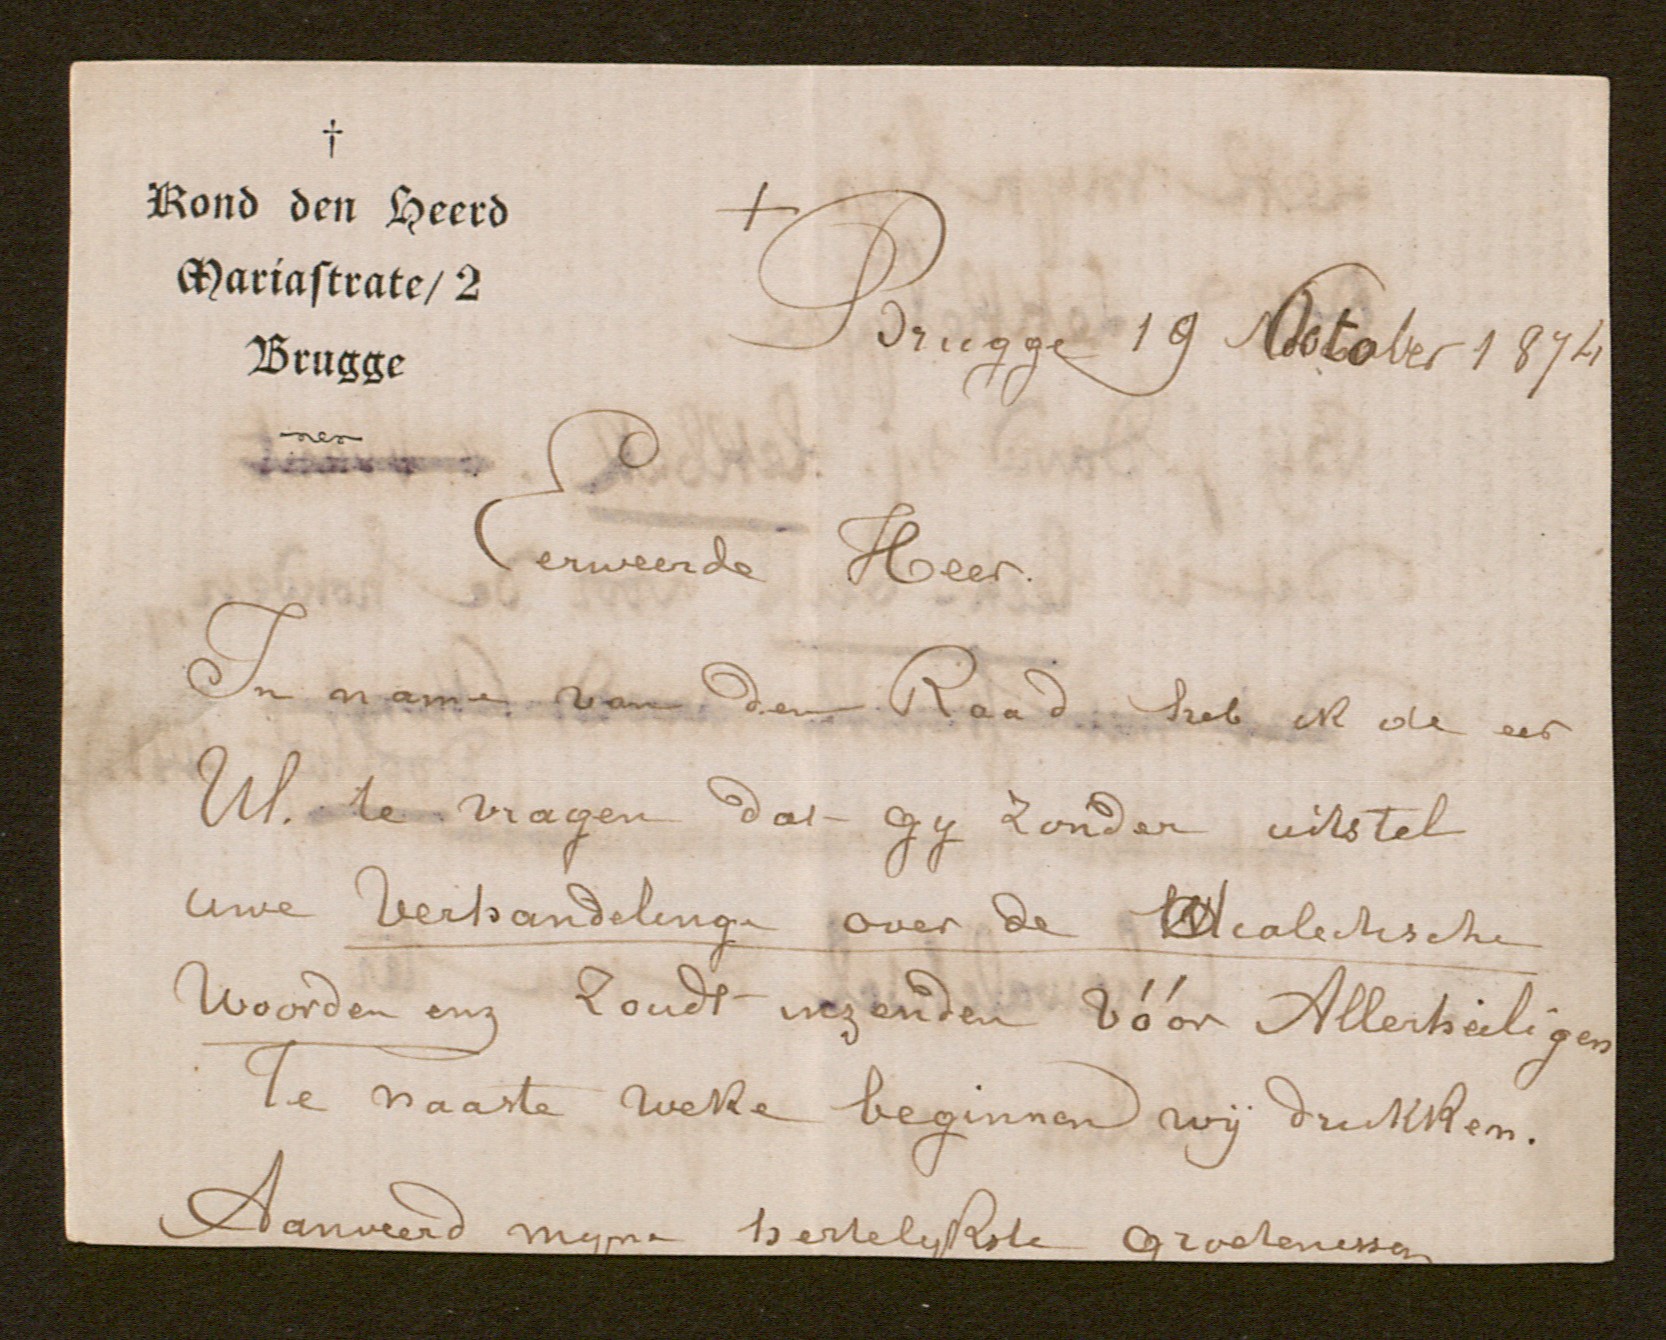 †
Rond den Heerd
Mariastrate/ 2
Brugge
+
Brugge 19 October 1874
Eerweerde Heer.
In name van den Raad heb ik de eer
Ul. te vragen dat gy zonder uitstel
uwe Verhandelinge over de dialectische
woorden enz zoudt inzenden vóór Allerheiligen
Te naaste weke beginnen wij drukken.
Aanveerd myne hertelykste groetenessen